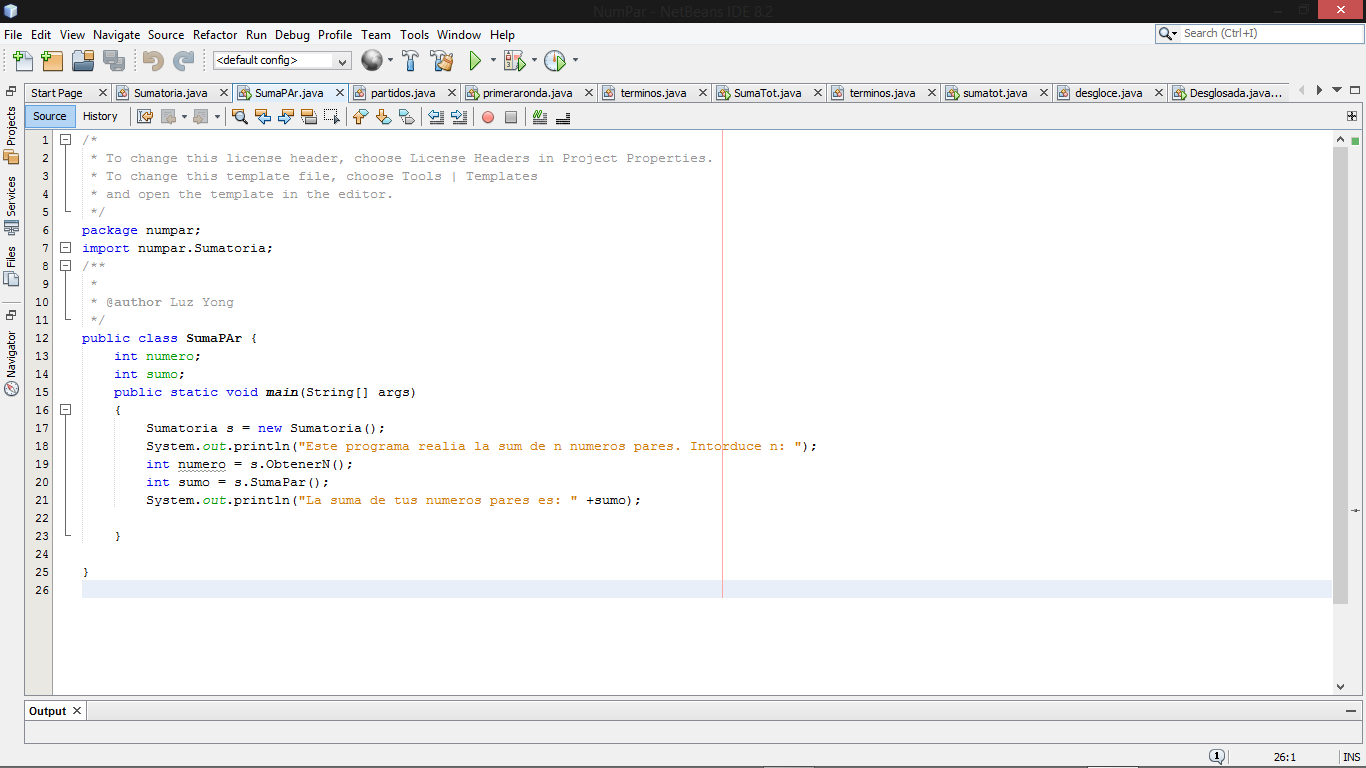 NumPar - NetBeans IDE 8.2
File Edit View Navigate Source Refactor Run Debug Profile Team Tools Window Help
Search (Ctrl+I)
<default config>
Start Page Sumatoria.java SumaPAr.java partidos.java primeraronda.java terminos.java SumaTot.java terminos.java sumatot.java desgloce.java Desglosada.java...
Source History
Projects
Services
Files
Navigator
1 /*
2 * To change this license header, choose License Headers in Project Properties.
3 * To change this template file, choose Tools | Templates
4 * and open the template in the editor.
5 */
6 package numpar;
7 import numpar.Sumatoria;
8 /**
9 *
10 * @author Luz Yong
11 */
12 public class SumaPAr {
13 int numero;
14 int sumo;
15 public static void main(String[] args)
16 {
17 Sumatoria s = new Sumatoria();
18 System.out.println("Este programa realia la sum de n numeros pares. Intorduce n: ");
19 int numero = s.ObtenerN();
20 int sumo = s.SumaPar();
21 System.out.println("La suma de tus numeros pares es: " +sumo);
22
23 }
24
25 }
26
Output
1 26:1 INS